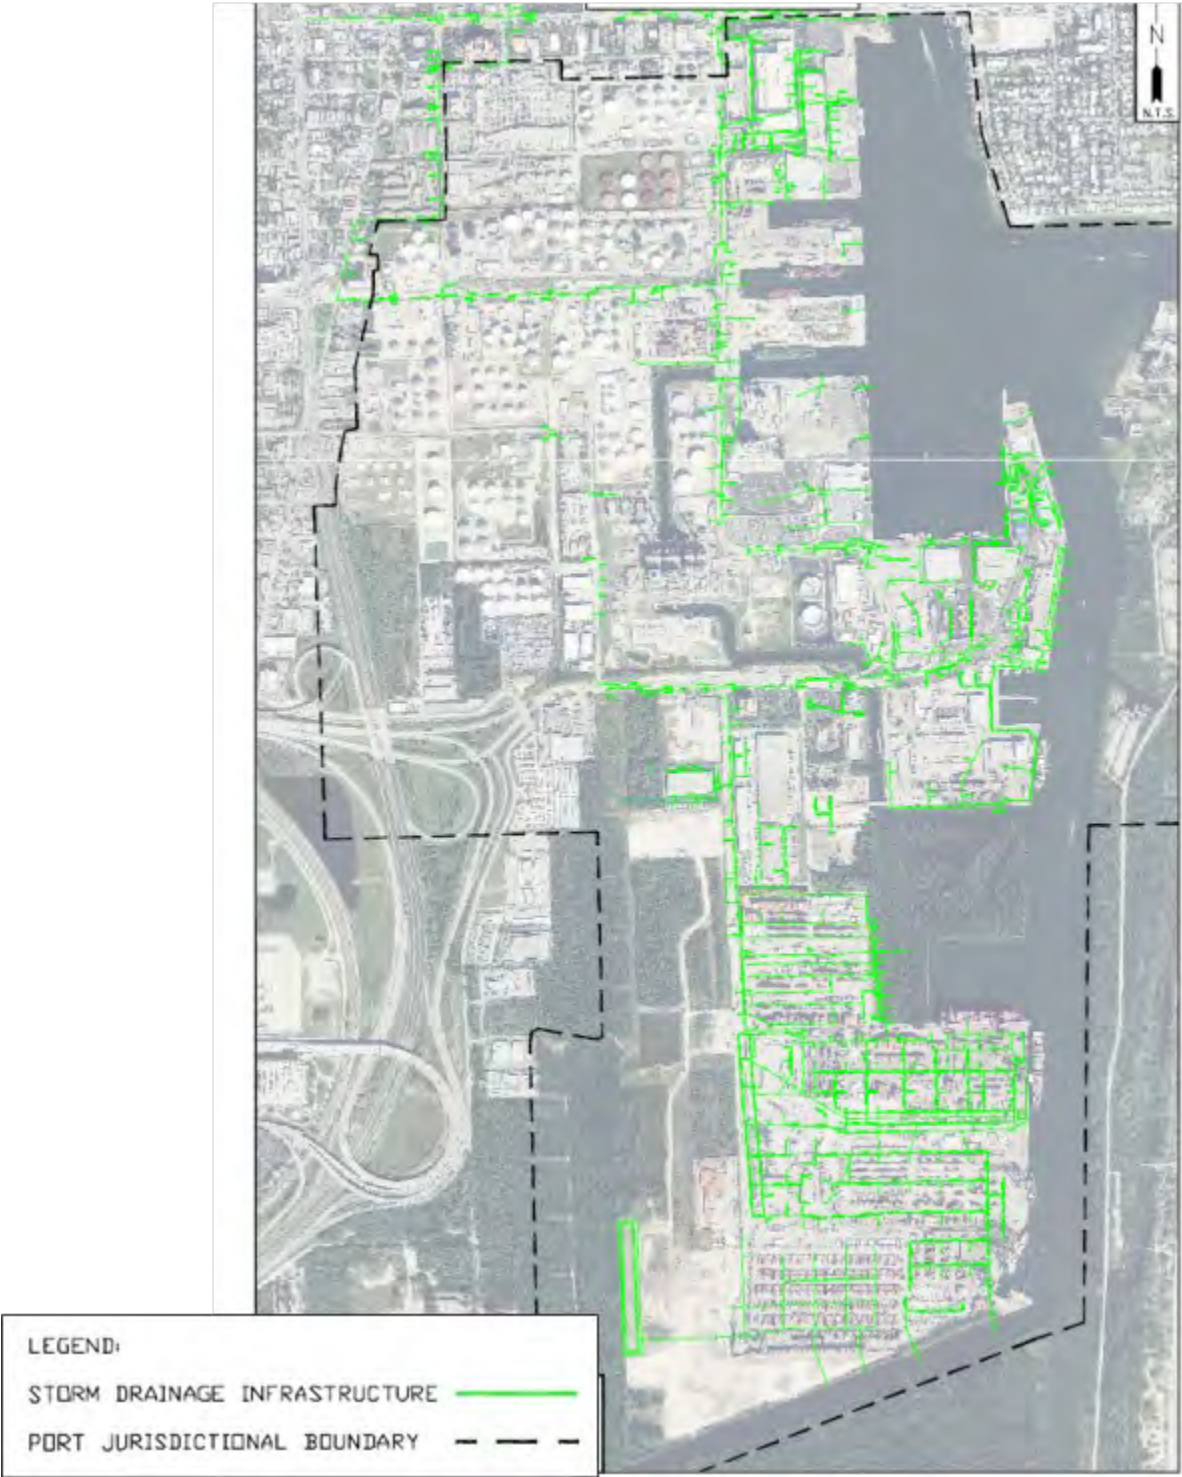 N
N.T.S.
LEGEND:
STORM DRAINAGE INFRASTRUCTURE
PORT JURISDICTIONAL BOUNDARY